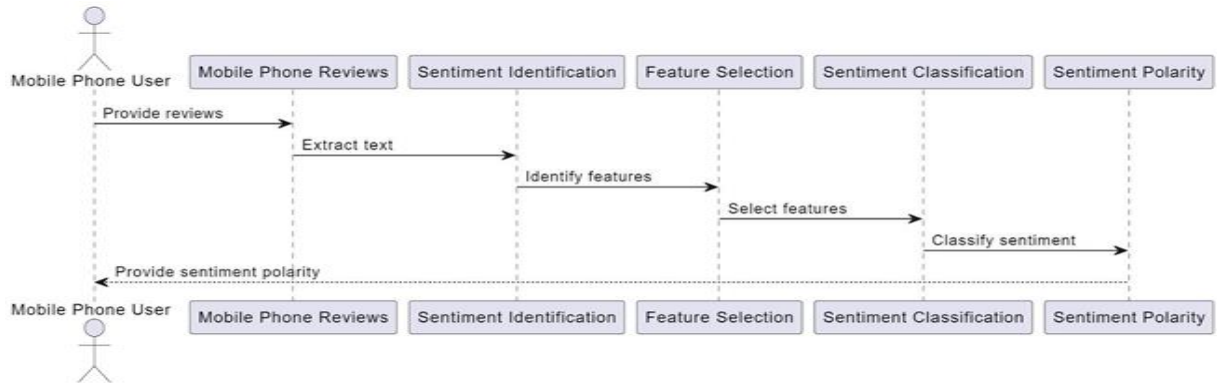 Mobile Phone User
Mobile Phone Reviews
Sentiment Identification
Feature Selection
Sentiment Classification
Sentiment Polarity
Provide reviews
Extract text
Identify features
Select features
Classify sentiment
Provide sentiment polarity
Mobile Phone User
Mobile Phone Reviews
Sentiment Identification
Feature Selection
Sentiment Classification
Sentiment Polarity